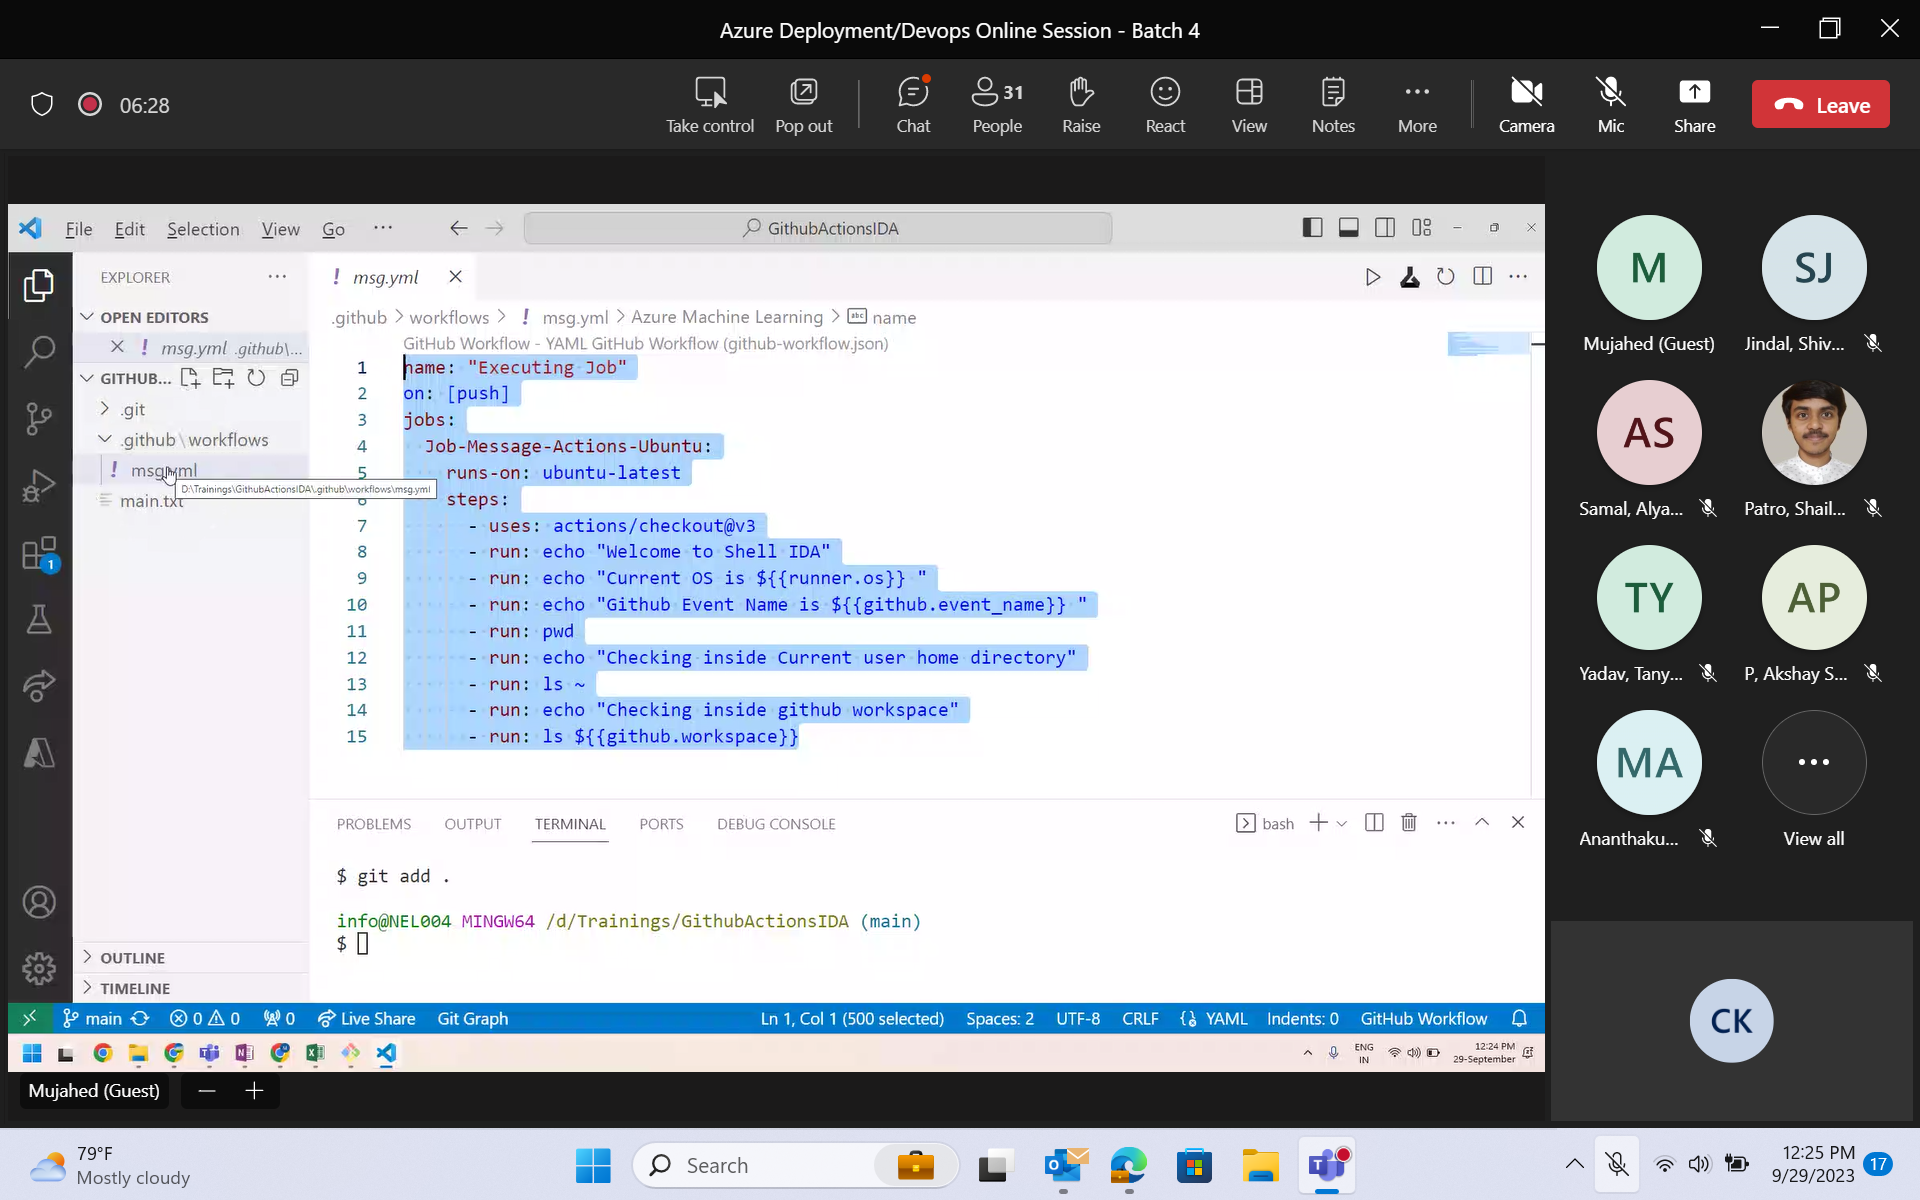 Azure Deployment/Devops Online Session - Batch 4
06:28
Take control
Pop out
Chat
31
People
Raise
React
View
Notes
More
Camera
Mic
Share
Leave
File Edit Selection View Go ···
GithubActionsIDA
EXPLORER
! msg.yml
OPEN EDITORS
! msg.yml .github\...
GITHUB...
.git
.github \ workflows
! msg.yml
D:\Trainings\GithubActionsIDA\.github\workflows\msg.yml
main.txt
.github > workflows > ! msg.yml > Azure Machine Learning > abc name
GitHub Workflow - YAML GitHub Workflow (github-workflow.json)
1 name: "Executing Job"
2 on: [push]
3 jobs:
4 Job-Message-Actions-Ubuntu:
5 runs-on: ubuntu-latest
6 steps:
7 - uses: actions/checkout@v3
8 - run: echo "Welcome to Shell IDA"
9 - run: echo "Current OS is ${{runner.os}} "
10 - run: echo "Github Event Name is ${{github.event_name}} "
11 - run: pwd
12 - run: echo "Checking inside Current user home directory"
13 - run: ls ~
14 - run: echo "Checking inside github workspace"
15 - run: ls ${{github.workspace}}
1
OUTLINE
TIMELINE
PROBLEMS OUTPUT TERMINAL PORTS DEBUG CONSOLE
bash
$ git add .
info@NEL004 MINGW64 /d/Trainings/GithubActionsIDA (main)
$
main 0 0 0 Live Share Git Graph
Ln 1, Col 1 (500 selected) Spaces: 2 UTF-8 CRLF {} YAML Indents: 0 GitHub Workflow
ENG
IN
12:24 PM
29-September
Mujahed (Guest)
M
Mujahed (Guest)
SJ
Jindal, Shiv...
AS
Samal, Alya...
Patro, Shail...
TY
Yadav, Tany...
AP
P, Akshay S...
MA
Ananthaku...
View all
CK
79°F
Mostly cloudy
Search
12:25 PM
9/29/2023
17